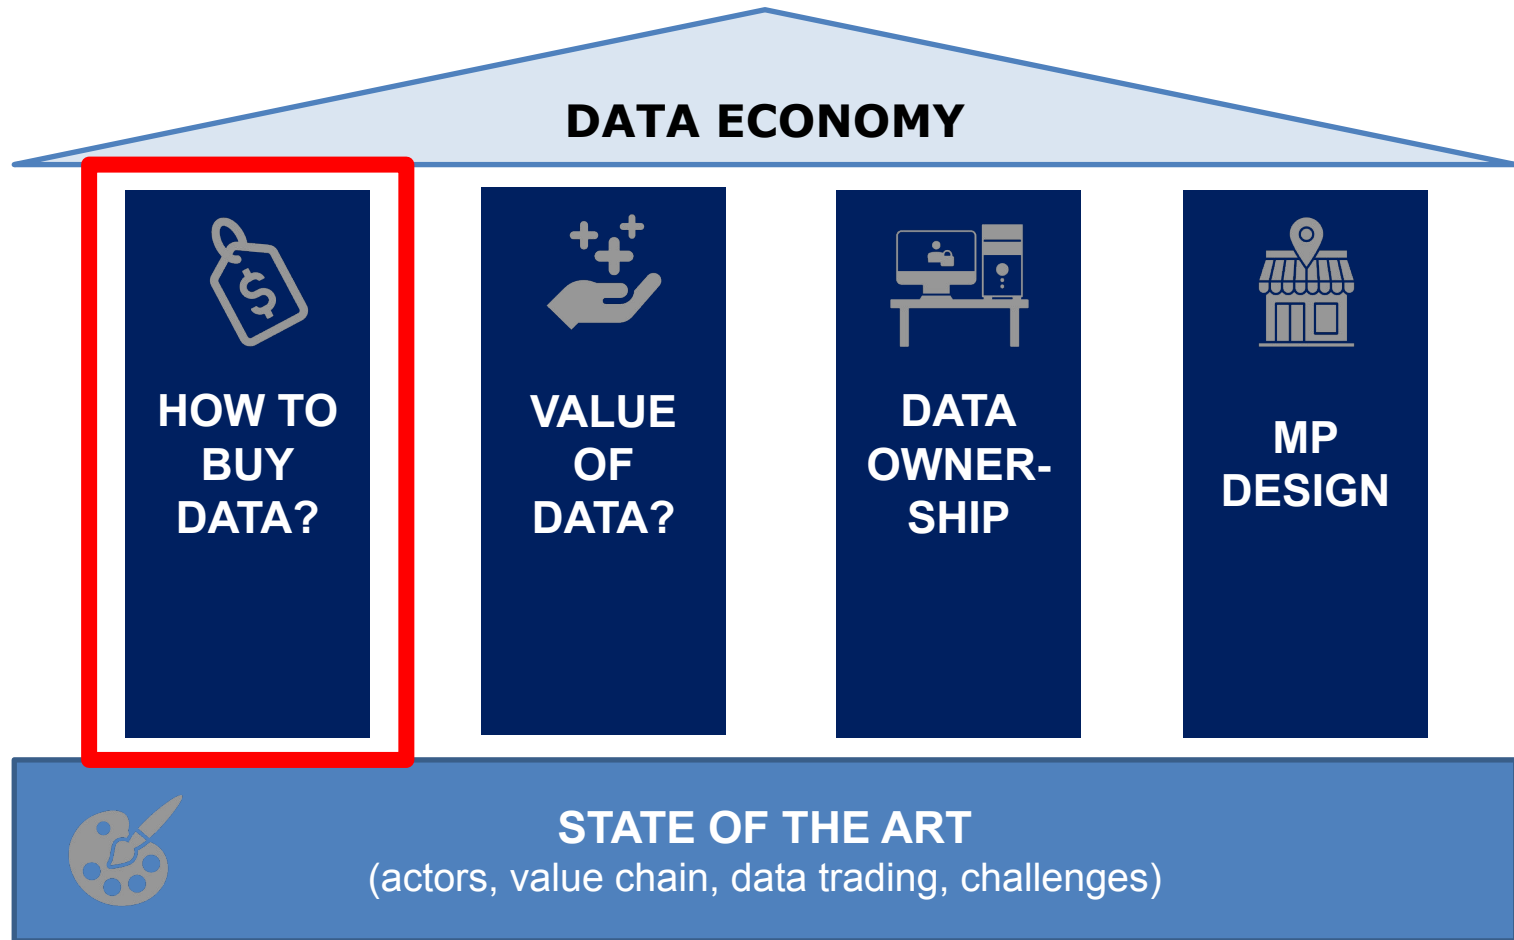 DATA ECONOMY
$
HOW TO
BUY
DATA?
VALUE
OF
DATA?
DATA
OWNER-
SHIP
MP
DESIGN
STATE OF THE ART
(actors, value chain, data trading, challenges)